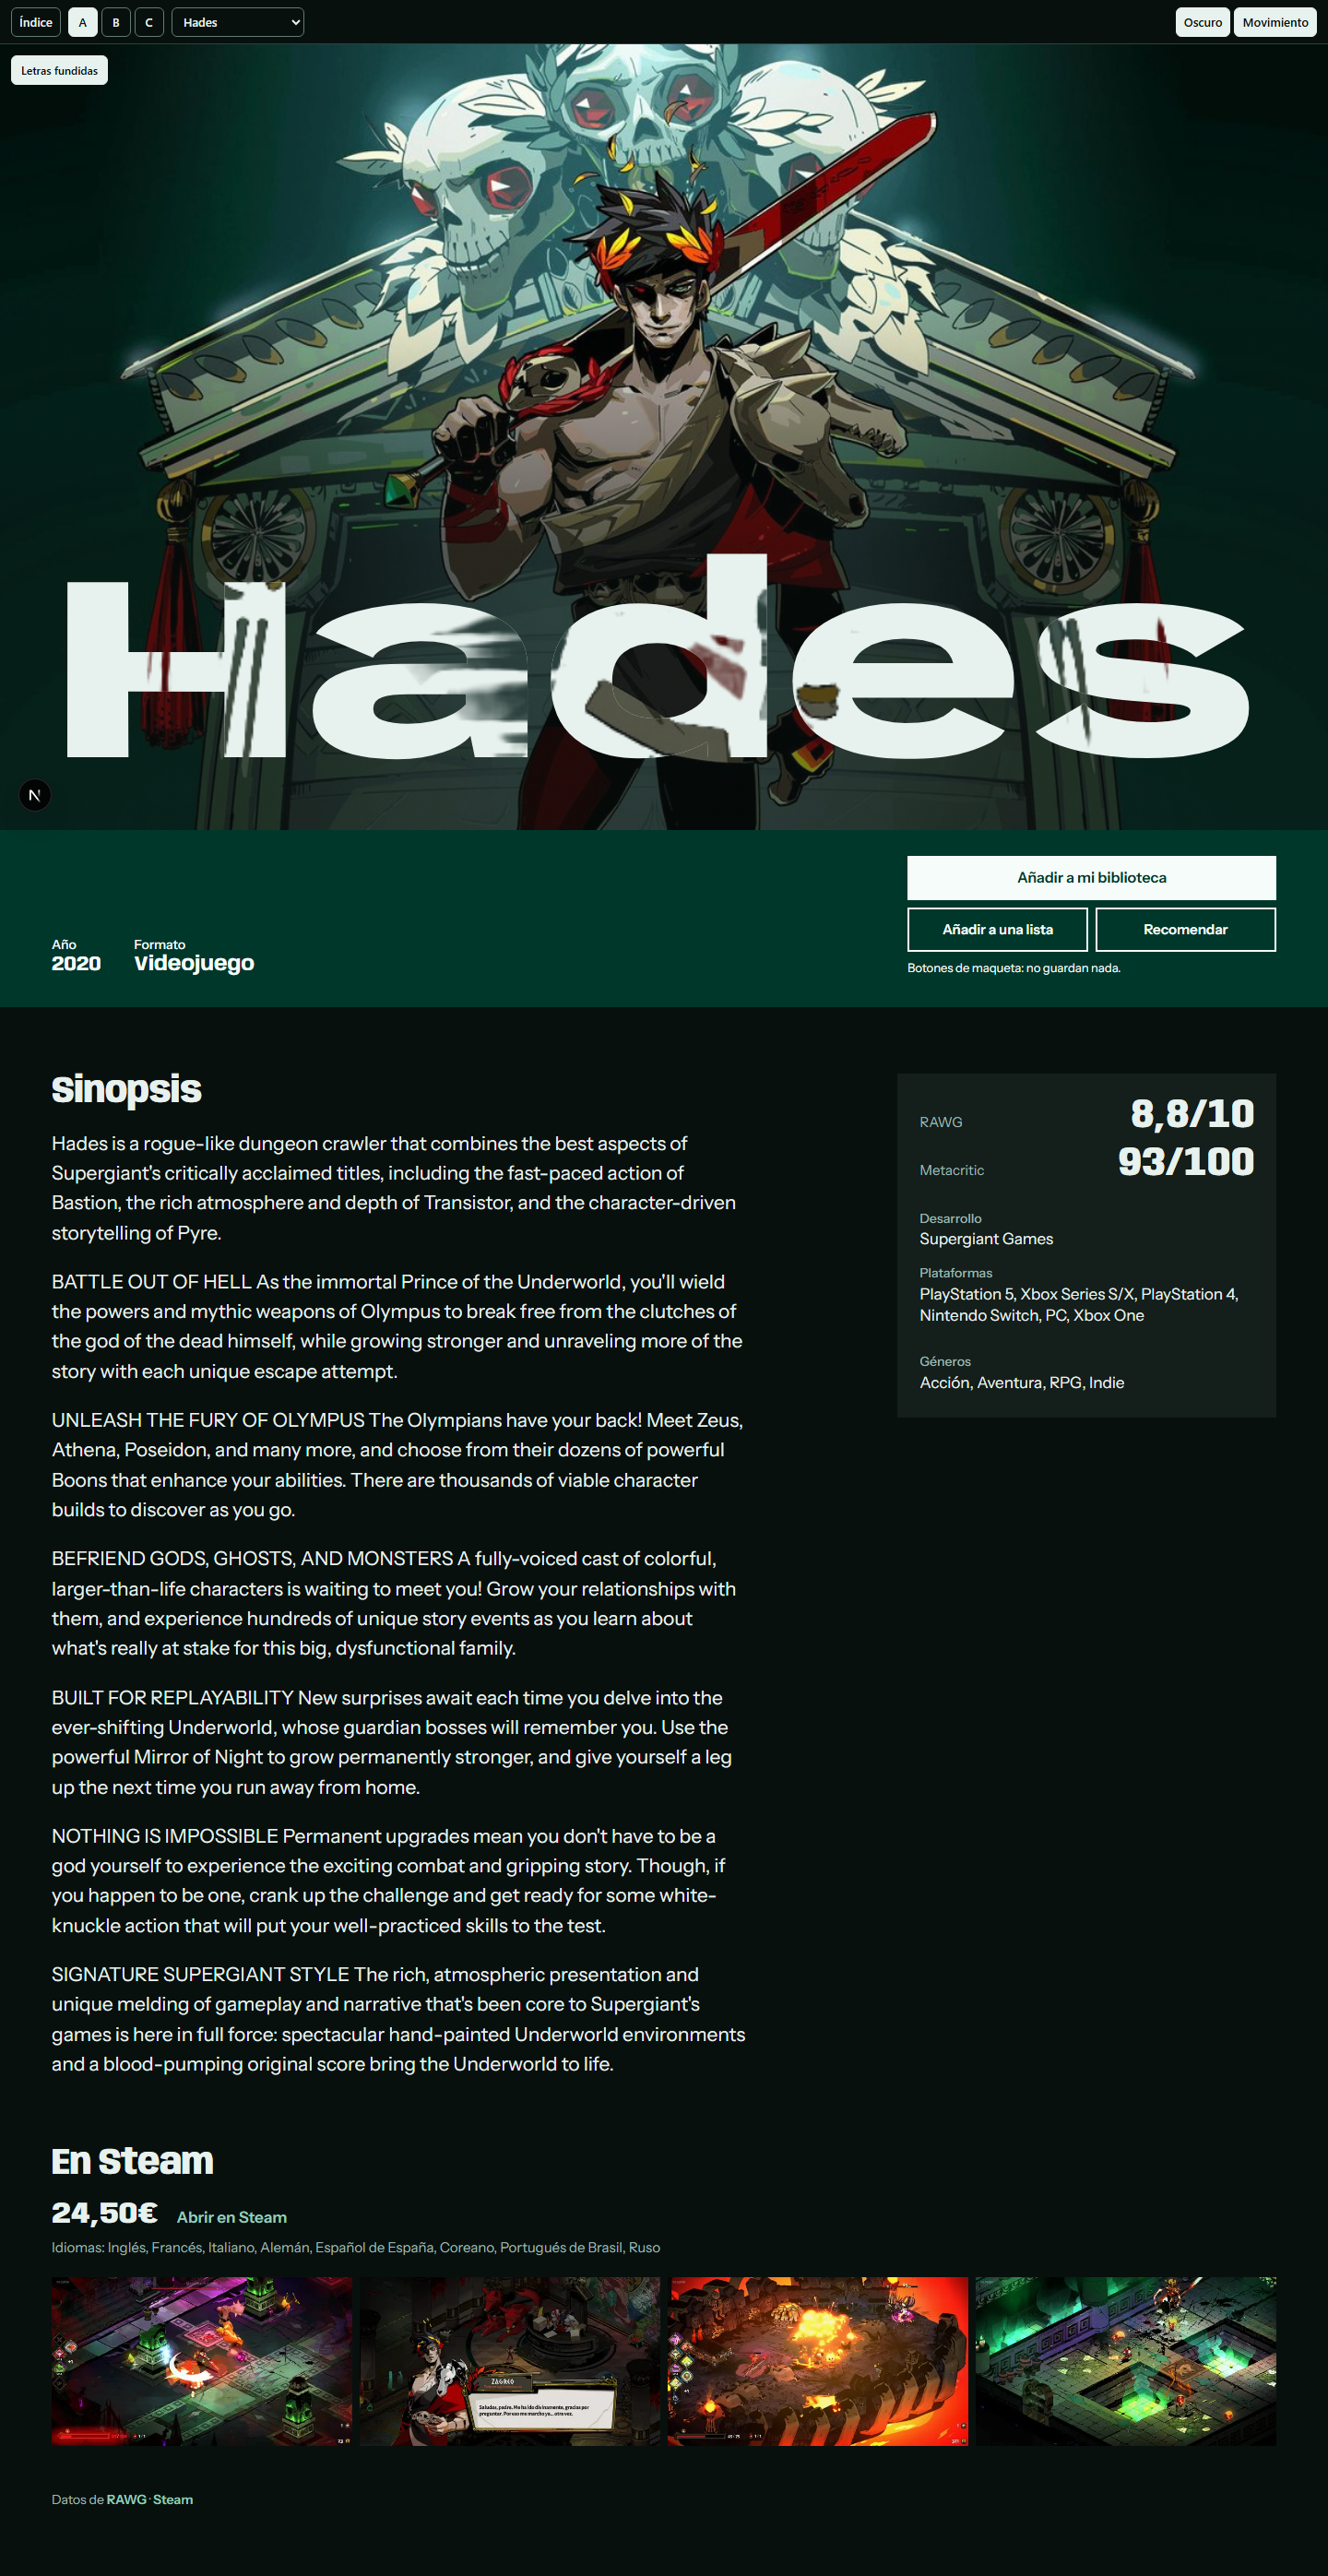 Índice A B C Hades Oscuro Movimiento
Letras fundidas
Hades
N
Añadir a mi biblioteca
Añadir a una lista Recomendar
Botones de maqueta: no guardan nada.
Año Formato
2020 Videojuego
Sinopsis
Hades is a rogue-like dungeon crawler that combines the best aspects of
Supergiant's critically acclaimed titles, including the fast-paced action of
Bastion, the rich atmosphere and depth of Transistor, and the character-driven
storytelling of Pyre.
BATTLE OUT OF HELL As the immortal Prince of the Underworld, you'll wield
the powers and mythic weapons of Olympus to break free from the clutches of
the god of the dead himself, while growing stronger and unraveling more of the
story with each unique escape attempt.
UNLEASH THE FURY OF OLYMPUS The Olympians have your back! Meet Zeus,
Athena, Poseidon, and many more, and choose from their dozens of powerful
Boons that enhance your abilities. There are thousands of viable character
builds to discover as you go.
BEFRIEND GODS, GHOSTS, AND MONSTERS A fully-voiced cast of colorful,
larger-than-life characters is waiting to meet you! Grow your relationships with
them, and experience hundreds of unique story events as you learn about
what's really at stake for this big, dysfunctional family.
BUILT FOR REPLAYABILITY New surprises await each time you delve into the
ever-shifting Underworld, whose guardian bosses will remember you. Use the
powerful Mirror of Night to grow permanently stronger, and give yourself a leg
up the next time you run away from home.
NOTHING IS IMPOSSIBLE Permanent upgrades mean you don't have to be a
god yourself to experience the exciting combat and gripping story. Though, if
you happen to be one, crank up the challenge and get ready for some white-
knuckle action that will put your well-practiced skills to the test.
SIGNATURE SUPERGIANT STYLE The rich, atmospheric presentation and
unique melding of gameplay and narrative that's been core to Supergiant's
games is here in full force: spectacular hand-painted Underworld environments
and a blood-pumping original score bring the Underworld to life.
RAWG 8,8/10
Metacritic 93/100
Desarrollo
Supergiant Games
Plataformas
PlayStation 5, Xbox Series S/X, PlayStation 4,
Nintendo Switch, PC, Xbox One
Géneros
Acción, Aventura, RPG, Indie
En Steam
24,50€ Abrir en Steam
Idiomas: Inglés, Francés, Italiano, Alemán, Español de España, Coreano, Portugués de Brasil, Ruso
ZAGREO
Saludos, padre. Me ha ido divinamente, gracias por
preguntar. Por eso me marcho ya... otra vez.
Datos de RAWG · Steam